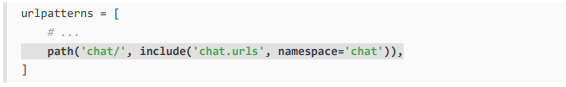 urlpatterns = [
# ...
path('chat/', include('chat.urls', namespace='chat')),
]